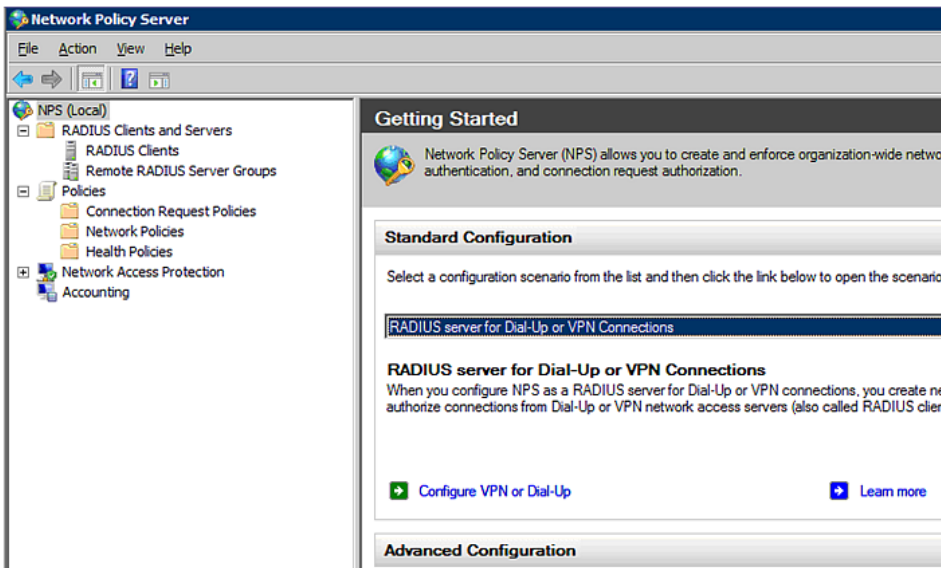 Network Policy Server
File Action View Help
NPS (Local)
RADIUS Clients and Servers
RADIUS Clients
Remote RADIUS Server Groups
Policies
Connection Request Policies
Network Policies
Health Policies
Network Access Protection
Accounting
Getting Started
Network Policy Server (NPS) allows you to create and enforce organization-wide netwo
authentication, and connection request authorization.
Standard Configuration
Select a configuration scenario from the list and then click the link below to open the scenario
RADIUS server for Dial-Up or VPN Connections
RADIUS server for Dial-Up or VPN Connections
When you configure NPS as a RADIUS server for Dial-Up or VPN connections, you create ne
authorize connections from Dial-Up or VPN network access servers (also called RADIUS clien
Configure VPN or Dial-Up Learn more
Advanced Configuration